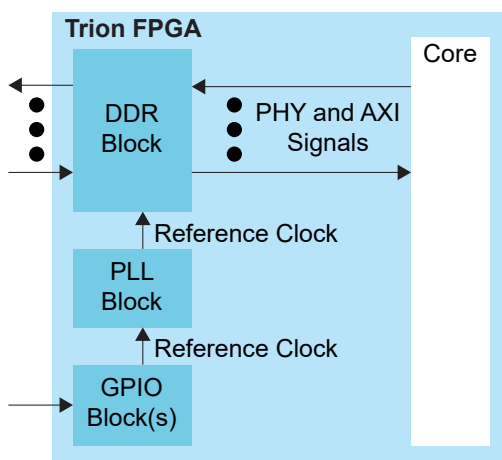 Trion FPGA
Core
DDR
Block
PHY and AXI
Signals
Reference Clock
PLL
Block
Reference Clock
GPIO
Block(s)